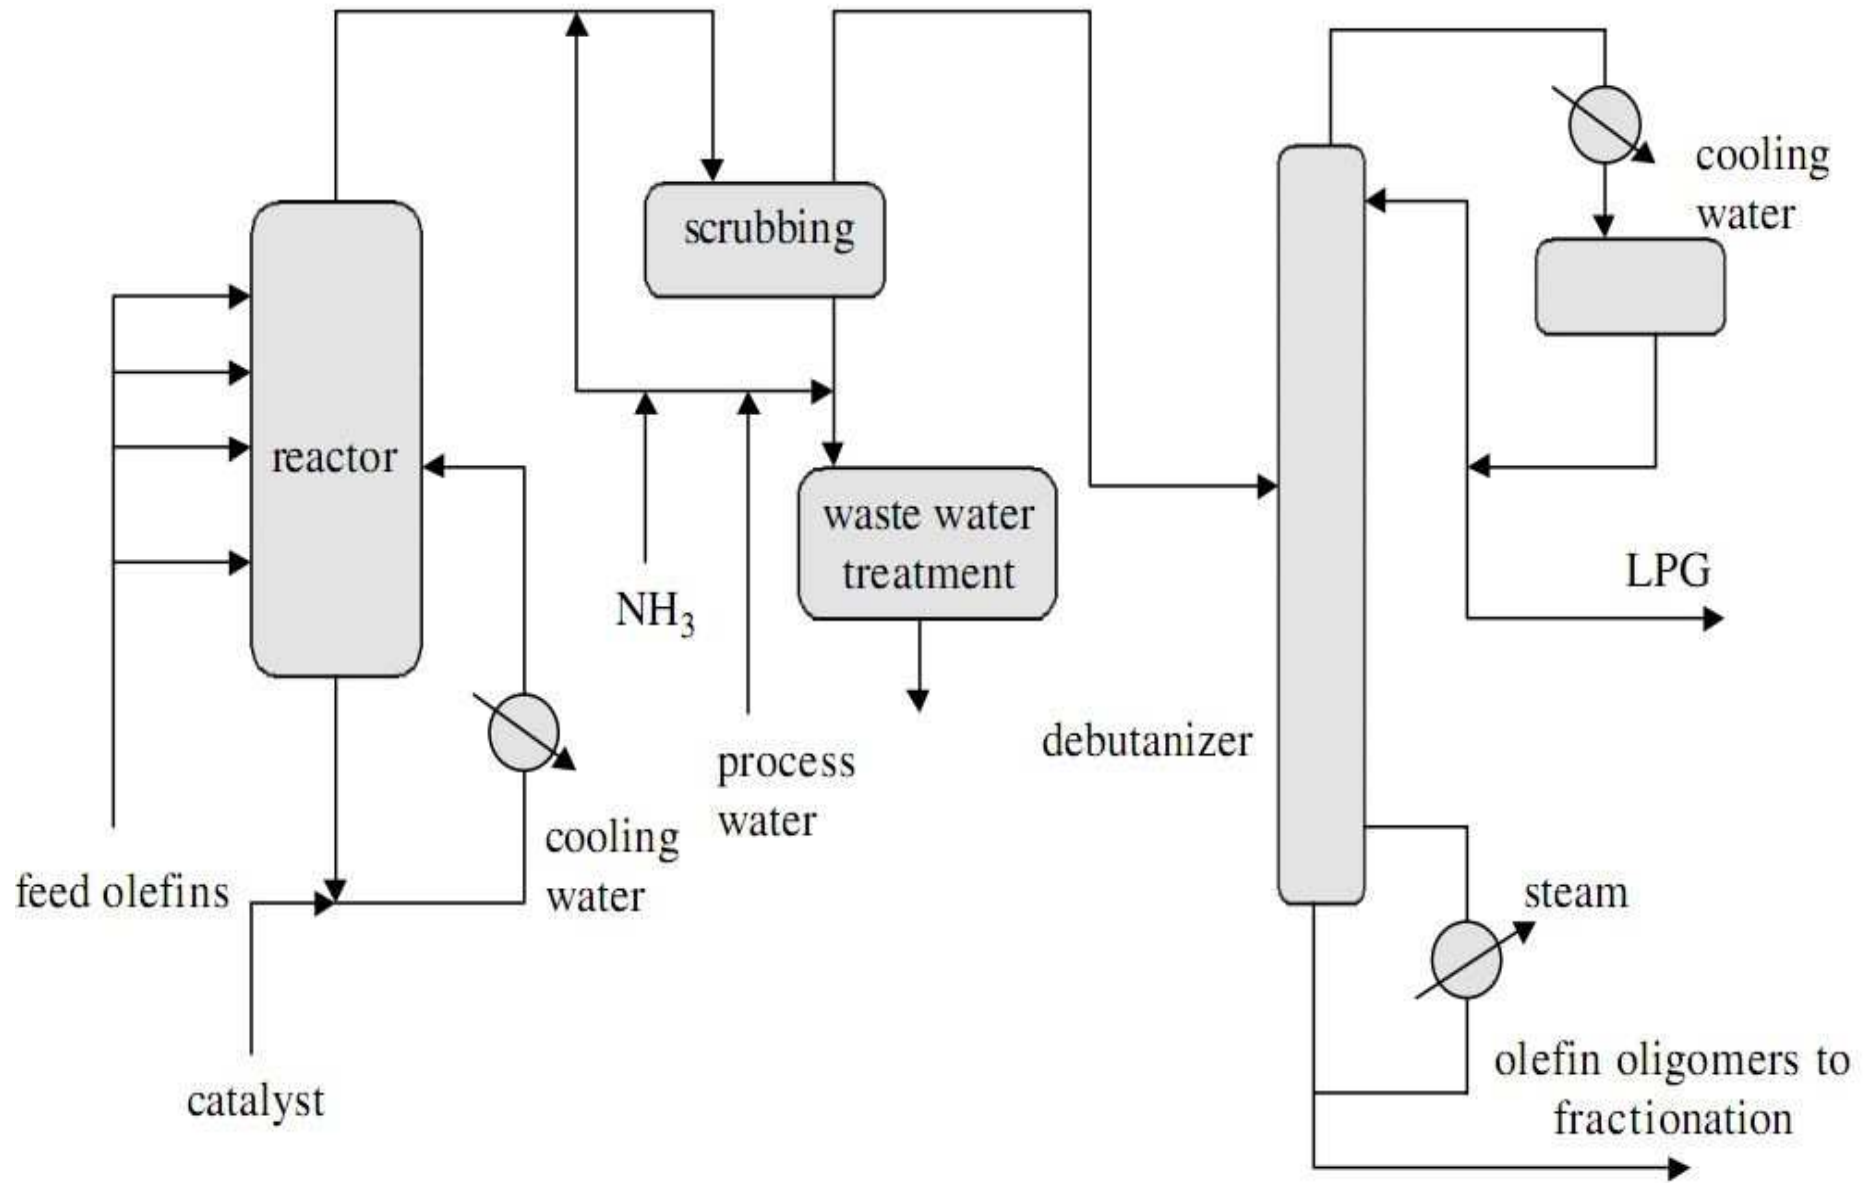 scrubbing
cooling
water
reactor
waste water
treatment
LPG
NH₃
debutanizer
process
water
cooling
water
feed olefins
steam
catalyst
olefin oligomers to
fractionation